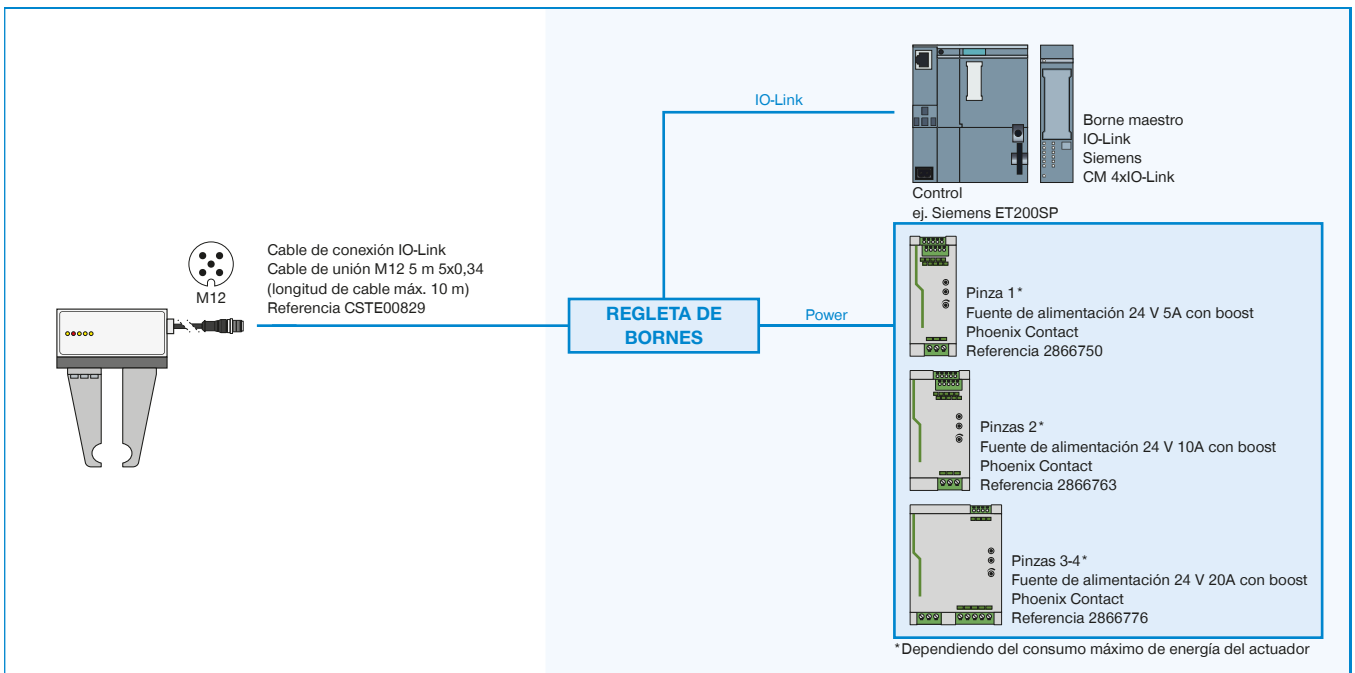 IO-Link
Borne maestro
IO-Link
Siemens
CM 4xIO-Link
Control
ej. Siemens ET200SP
M12
Cable de conexión IO-Link
Cable de unión M12 5 m 5x0,34
(longitud de cable máx. 10 m)
Referencia CSTE00829
REGLETA DE
BORNES
Power
Pinza 1*
Fuente de alimentación 24 V 5A con boost
Phoenix Contact
Referencia 2866750
Pinzas 2*
Fuente de alimentación 24 V 10A con boost
Phoenix Contact
Referencia 2866763
Pinzas 3-4*
Fuente de alimentación 24 V 20A con boost
Phoenix Contact
Referencia 2866776
*Dependiendo del consumo máximo de energía del actuador